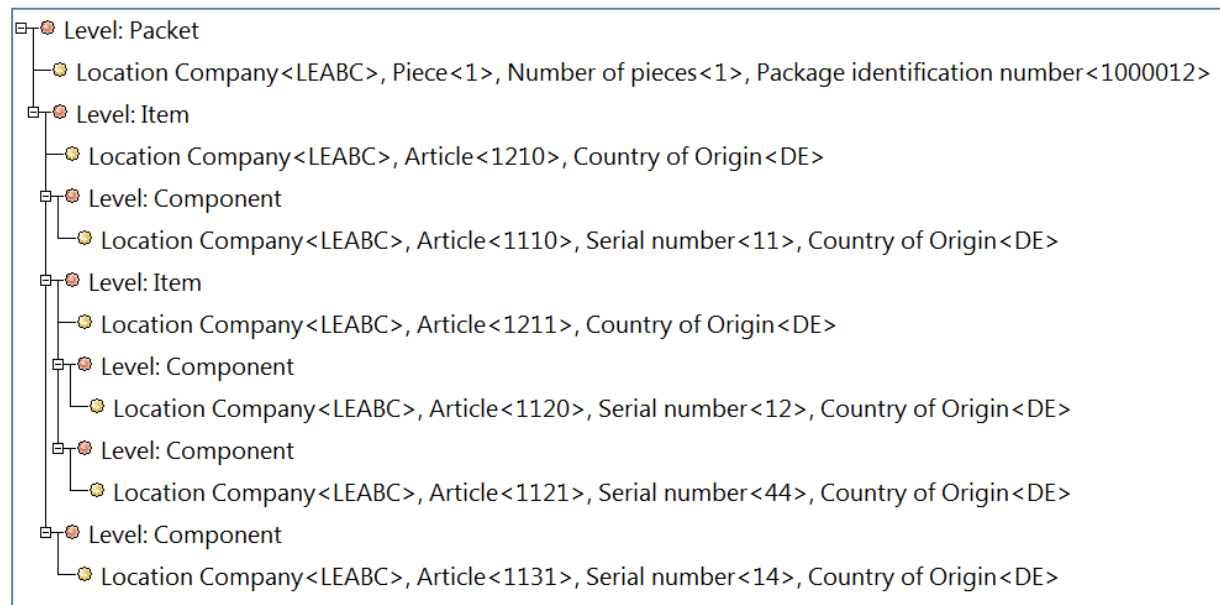 Level: Packet
Location Company<LEABC>, Piece<1>, Number of pieces<1>, Package identification number<1000012>
Level: Item
Location Company<LEABC>, Article<1210>, Country of Origin<DE>
Level: Component
Location Company<LEABC>, Article<1110>, Serial number<11>, Country of Origin<DE>
Level: Item
Location Company<LEABC>, Article<1211>, Country of Origin<DE>
Level: Component
Location Company<LEABC>, Article<1120>, Serial number<12>, Country of Origin<DE>
Level: Component
Location Company<LEABC>, Article<1121>, Serial number<44>, Country of Origin<DE>
Level: Component
Location Company<LEABC>, Article<1131>, Serial number<14>, Country of Origin<DE>